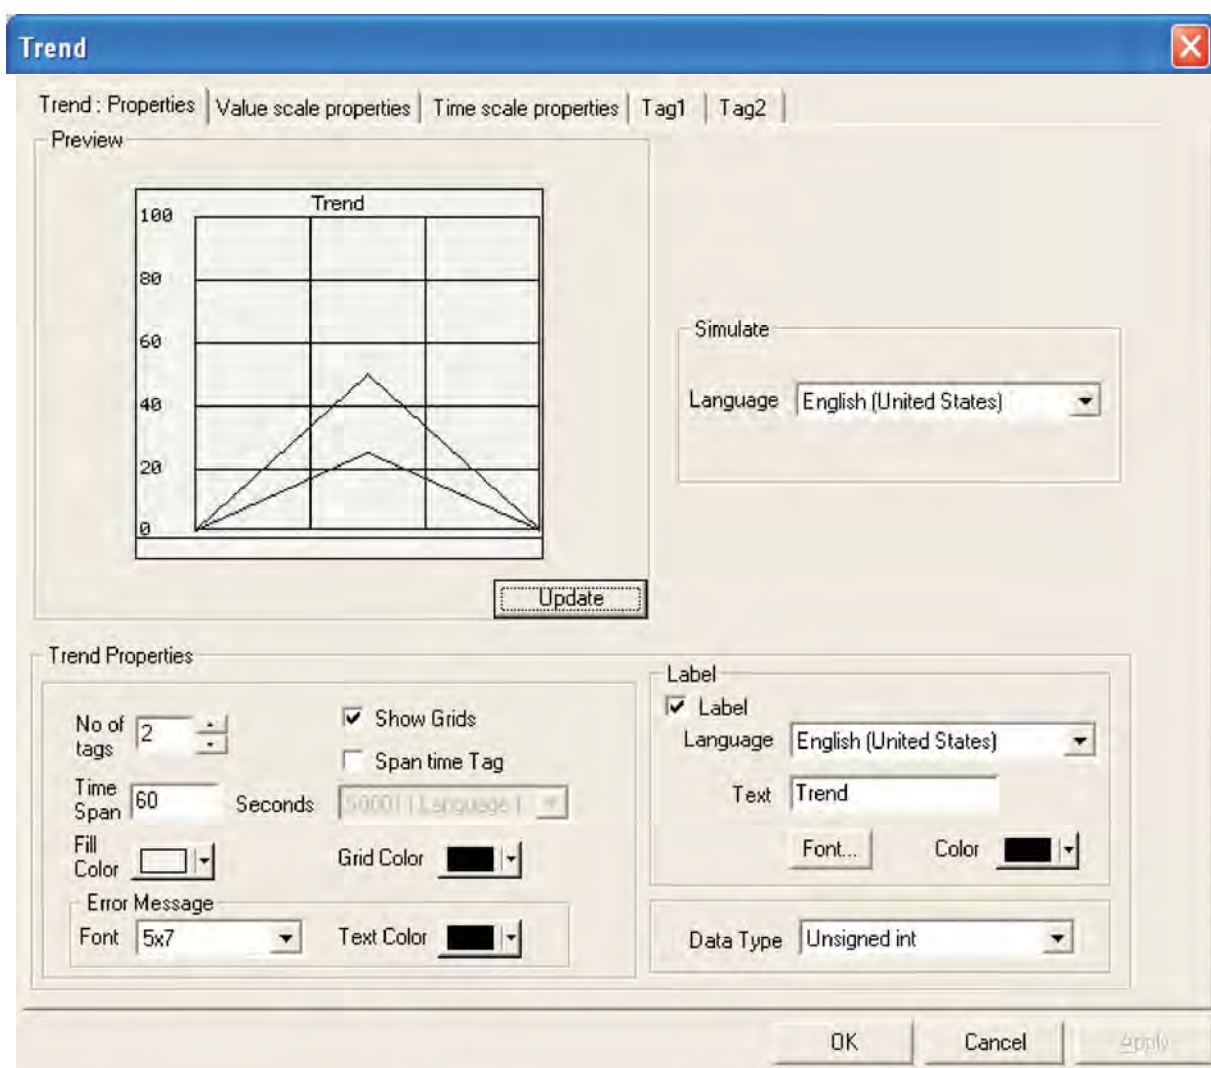 Trend
Trend : Properties Value scale properties Time scale properties Tag1 Tag2
Preview
Trend
100
80
60
40
20
0
Update
Simulate
Language English (United States)
Trend Properties
No of tags 2
Show Grids
Span time Tag
Time Span 60 Seconds
Fill Color
Grid Color
Error Message
Font 5x7
Text Color
Label
Label
Language English (United States)
Text Trend
Font... Color
Data Type Unsigned int
OK Cancel Apply